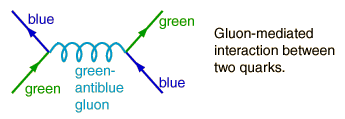 blue
green
green-
antiblue
gluon
green
blue
Gluon-mediated
interaction between
two quarks.